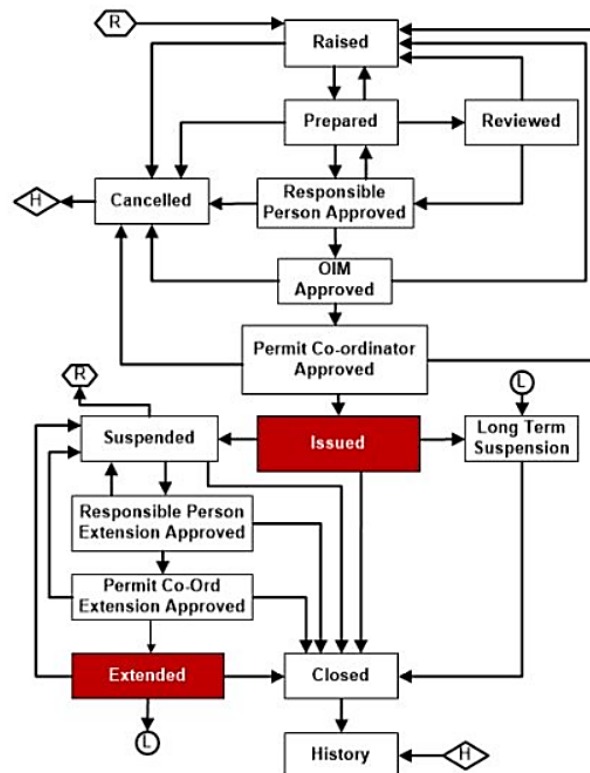 R
Raised
Prepared
Reviewed
H
Cancelled
Responsible
Person Approved
OIM
Approved
Permit Co-ordinator
Approved
R
L
Suspended
Issued
Long Term
Suspension
Responsible Person
Extension Approved
Permit Co-Ord
Extension Approved
Extended
Closed
L
History
H